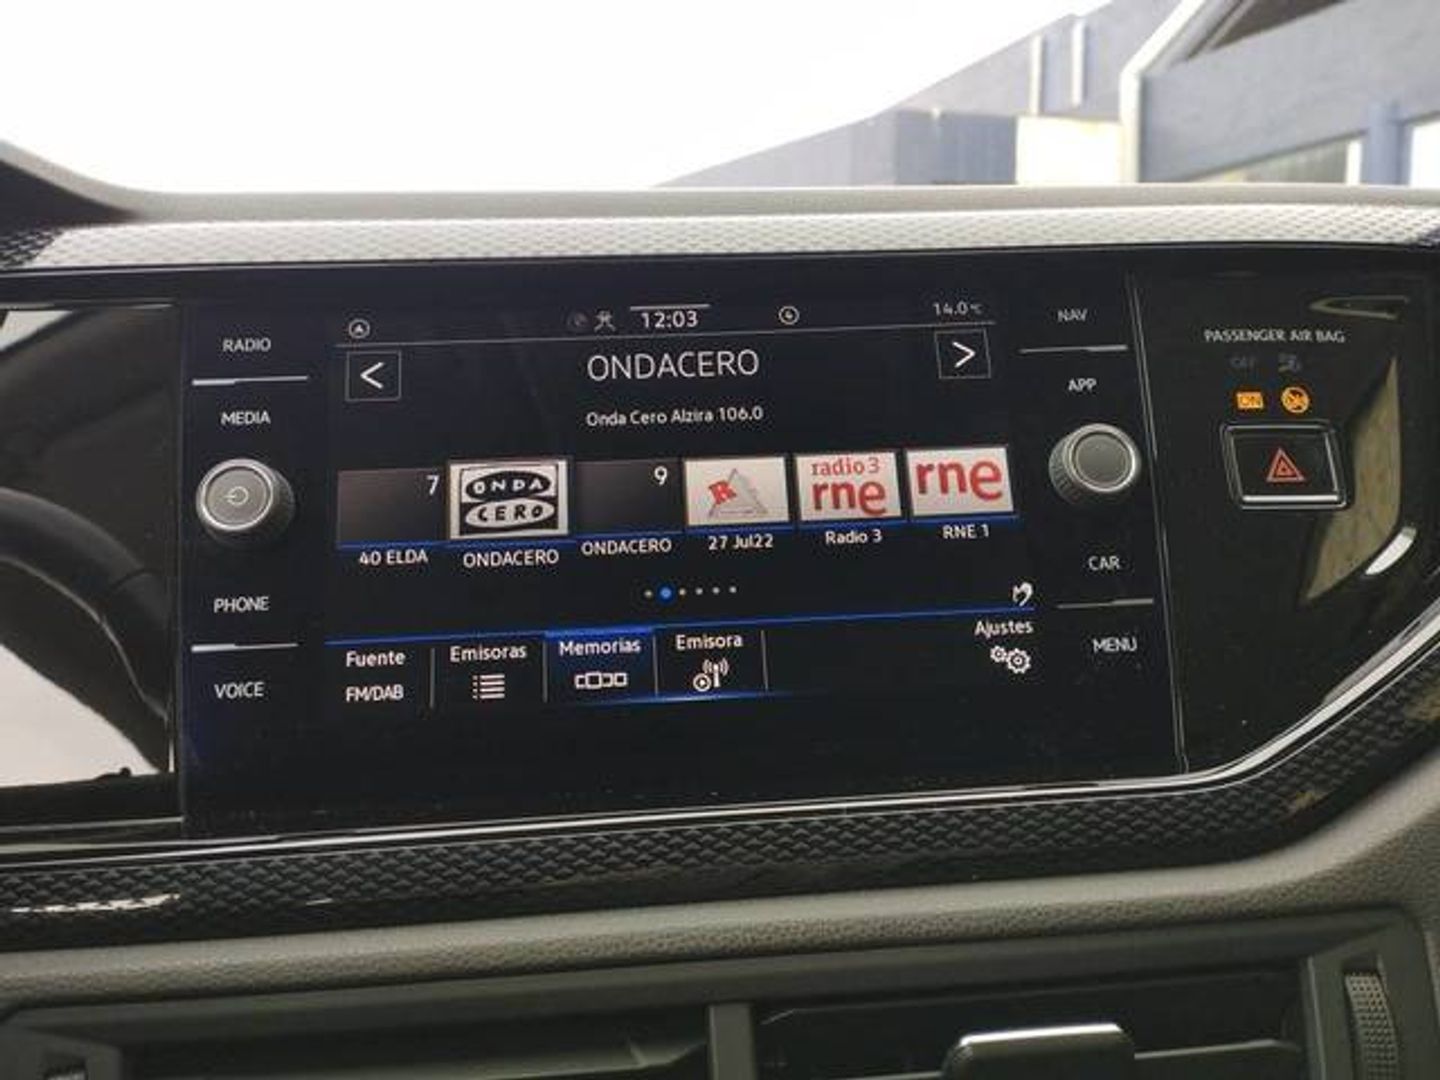 RADIO
MEDIA
PHONE
VOICE
12:03
14.0°C
ONDACERO
Onda Cero Alzira 106.0
7
ONDA
CERO
9
R
radio 3
rne
rne
40 ELDA
ONDACERO
ONDACERO
27 Jul22
Radio 3
RNE 1
Fuente
FM/DAB
Emisoras
Memorias
Emisora
Ajustes
NAV
APP
CAR
MENU
PASSENGER AIR BAG
OFF
ON